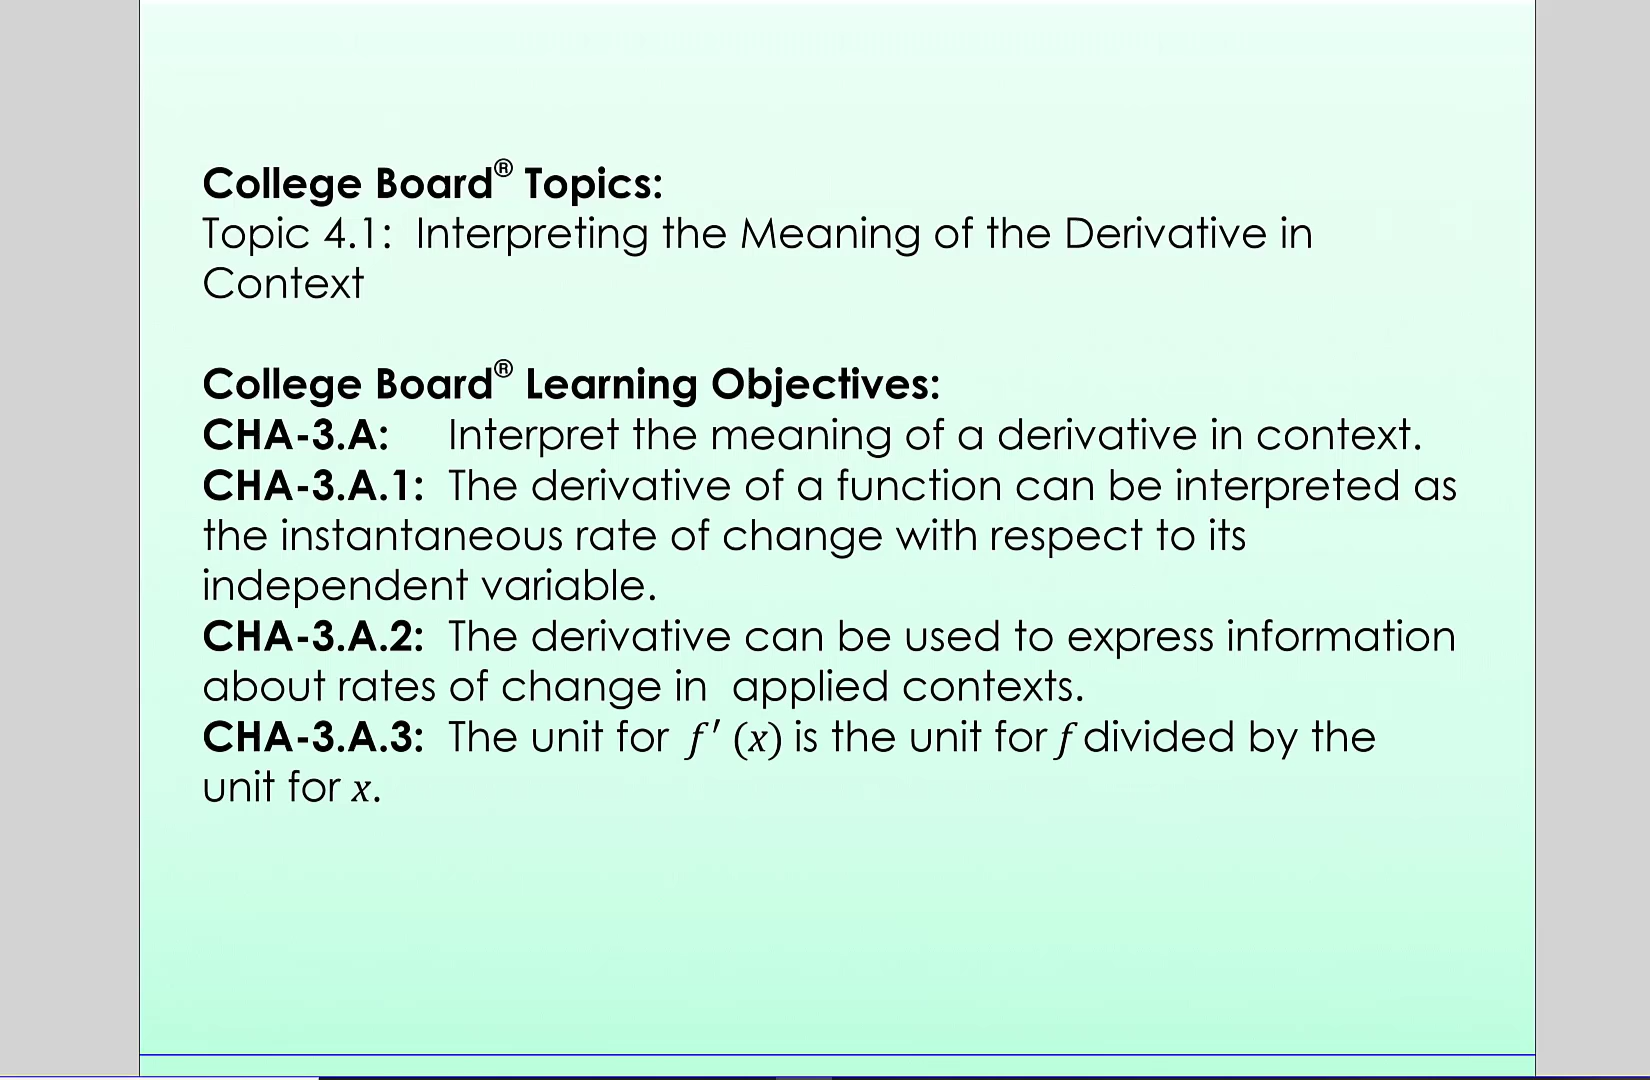 College Board® Topics:
Topic 4.1:  Interpreting the Meaning of the Derivative in
Context
College Board® Learning Objectives:
CHA-3.A:  Interpret the meaning of a derivative in context.
CHA-3.A.1:  The derivative of a function can be interpreted as
the instantaneous rate of change with respect to its
independent variable.
CHA-3.A.2:  The derivative can be used to express information
about rates of change in  applied contexts.
CHA-3.A.3:  The unit for f′(x) is the unit for f divided by the
unit for x.